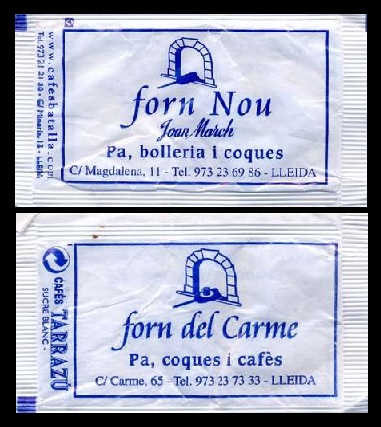 www.cafesbatalla.com
forn Nou
Joan March
Pa, bolleria i coques
C/ Magdalena, 11 - Tel. 973 23 69 86 - LLEIDA
CAFÈS TARRAZÚ
SUCRE BLANC -
forn del Carme
Pa, coques i cafès
C/ Carme, 65 - Tel. 973 23 73 33 - LLEIDA